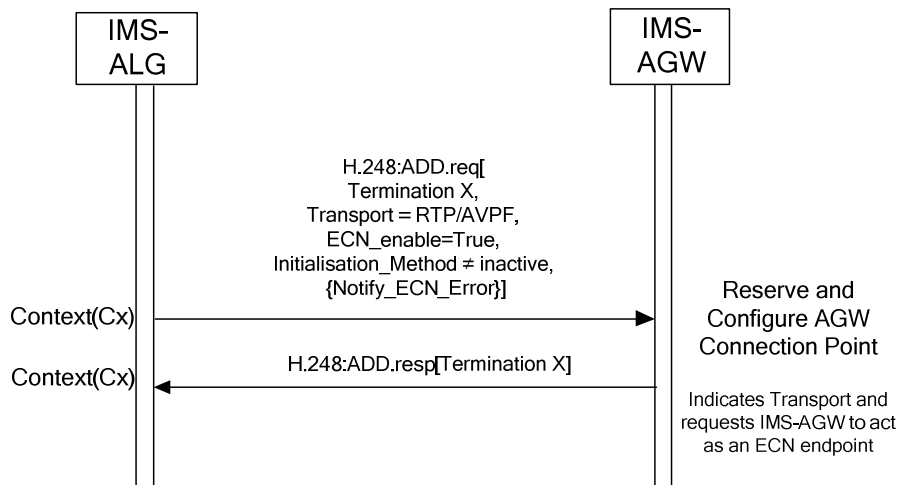 IMS-
ALG
IMS-
AGW
H.248:ADD.req[
Termination X,
Transport = RTP/AVPF,
ECN_enable=True,
Initialisation_Method ≠ inactive,
{Notify_ECN_Error}]
Context(Cx)
Reserve and
Configure AGW
Connection Point
H.248:ADD.resp[Termination X]
Context(Cx)
Indicates Transport and
requests IMS-AGW to act
as an ECN endpoint